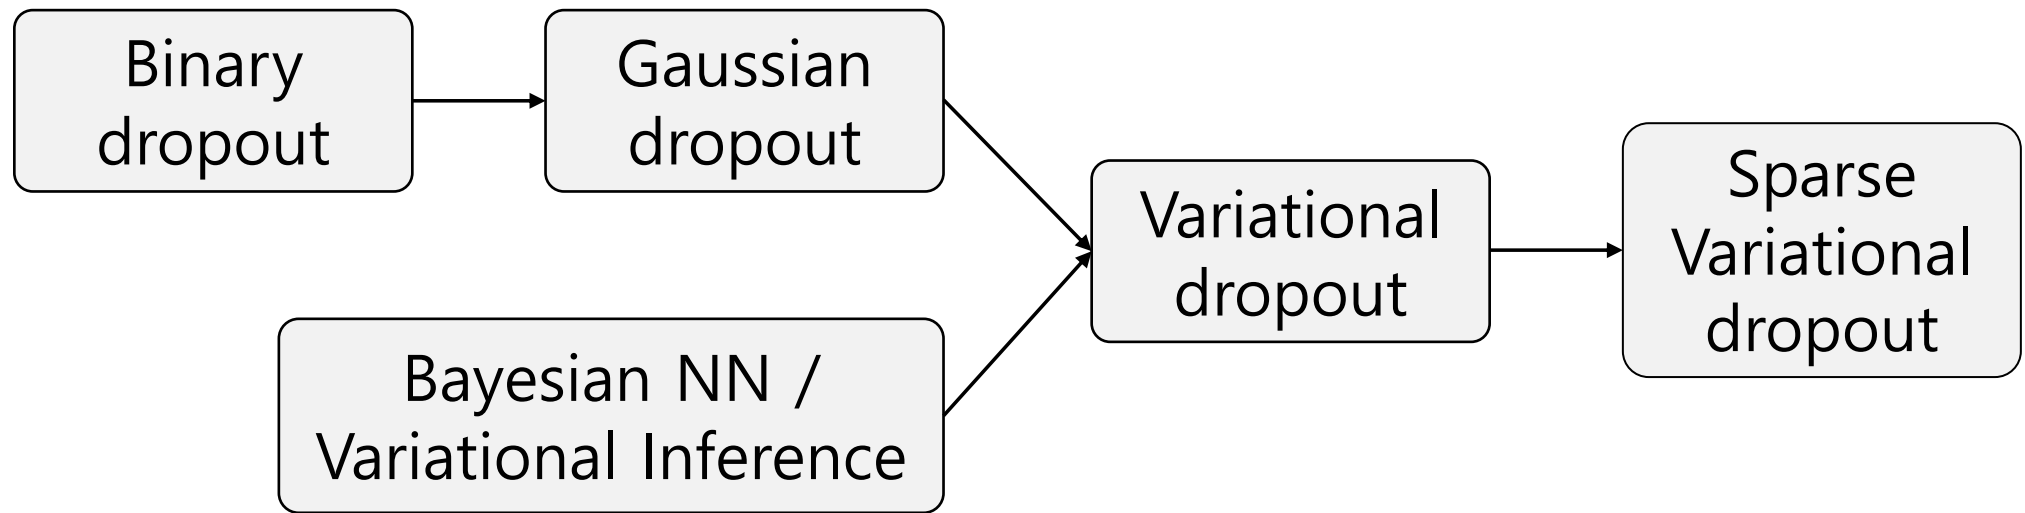 Binary
dropout
Gaussian
dropout
Bayesian NN /
Variational Inference
Variational
dropout
Sparse
Variational
dropout